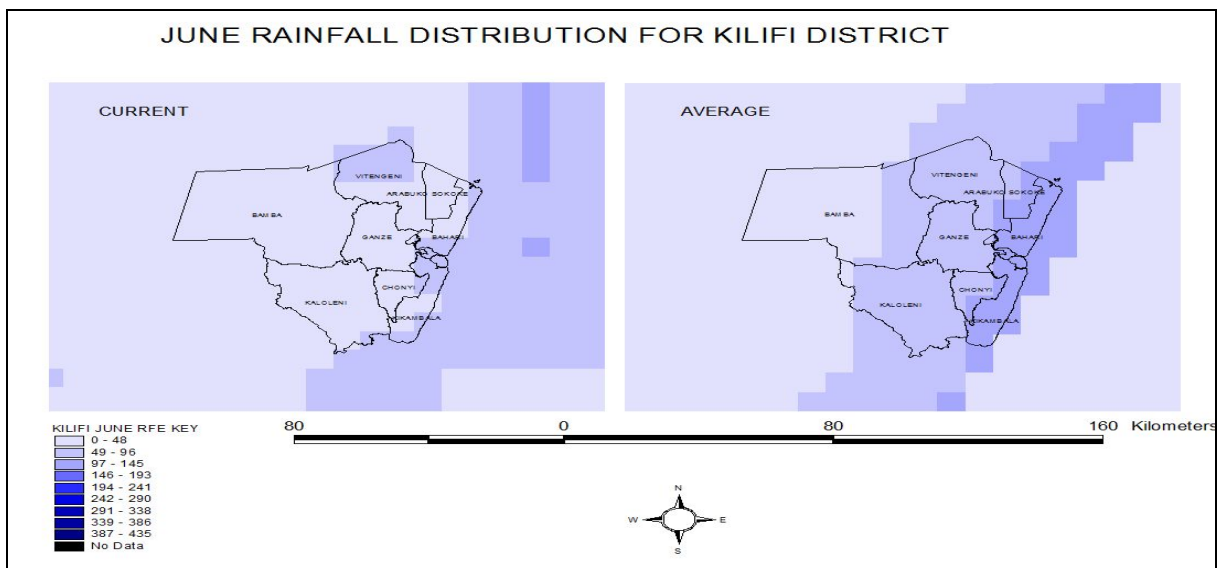 JUNE RAINFALL DISTRIBUTION FOR KILIFI DISTRICT
CURRENT
VITENGENI
ARABUKO SOKOKE
BAMBA
GANZE
BAHARI
CHONYI
KALOLENI
AVERAGE
VITENGENI
ARABUKO SOKOKE
BAMBA
GANZE
BAHARI
CHONYI
KALOLENI
KILIFI JUNE RFE KEY
0 - 48
49 - 96
97 - 145
146 - 193
194 - 241
242 - 290
291 - 338
339 - 386
387 - 435
No Data
80 0 80 160 Kilometers
N
W E
S